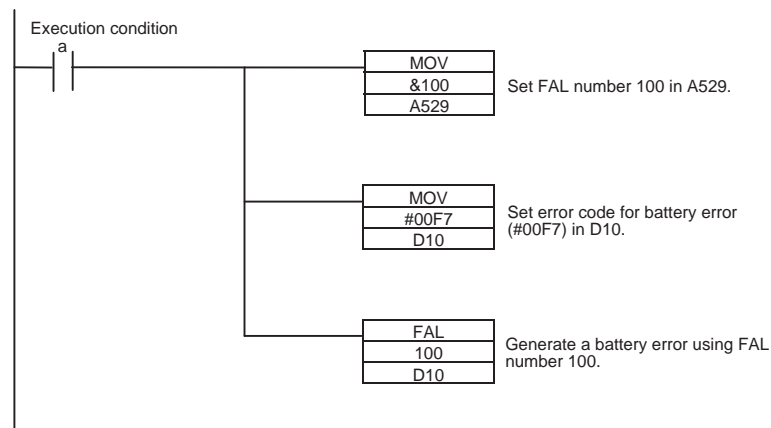 Execution condition
a
MOV
&100
A529
Set FAL number 100 in A529.
MOV
#00F7
D10
Set error code for battery error
(#00F7) in D10.
FAL
100
D10
Generate a battery error using FAL
number 100.